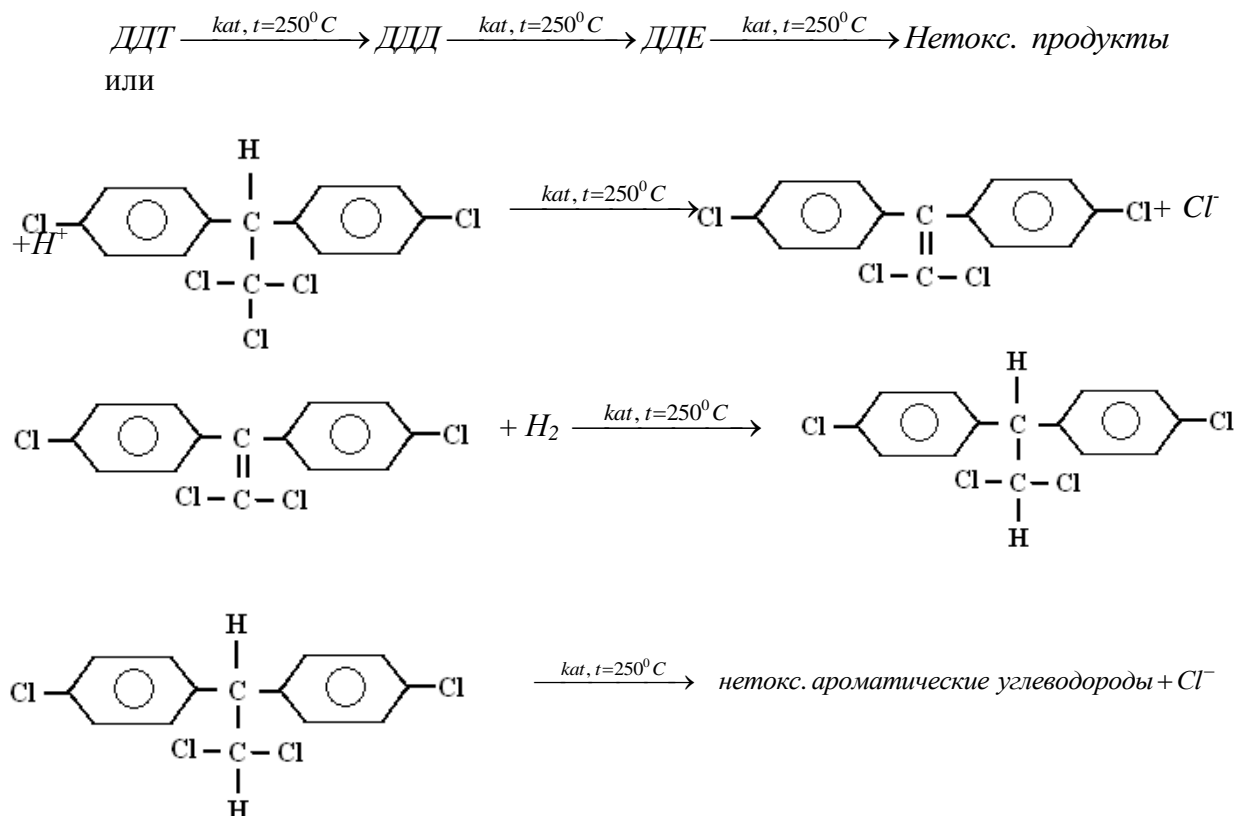 ДДТ kat, t=250⁰C ДДД kat, t=250⁰C ДДЕ kat, t=250⁰C Нетокс. продукты
или
H
Cl C Cl kat, t=250⁰C Cl C Cl + Cl⁻
+H⁺
Cl – C – Cl Cl – C – Cl
Cl
H
Cl C Cl + H₂ kat, t=250⁰C Cl C Cl
Cl – C – Cl Cl – C – Cl
H
H
Cl C Cl kat, t=250⁰C нетокс. ароматические углеводороды + Cl⁻
Cl – C – Cl
H